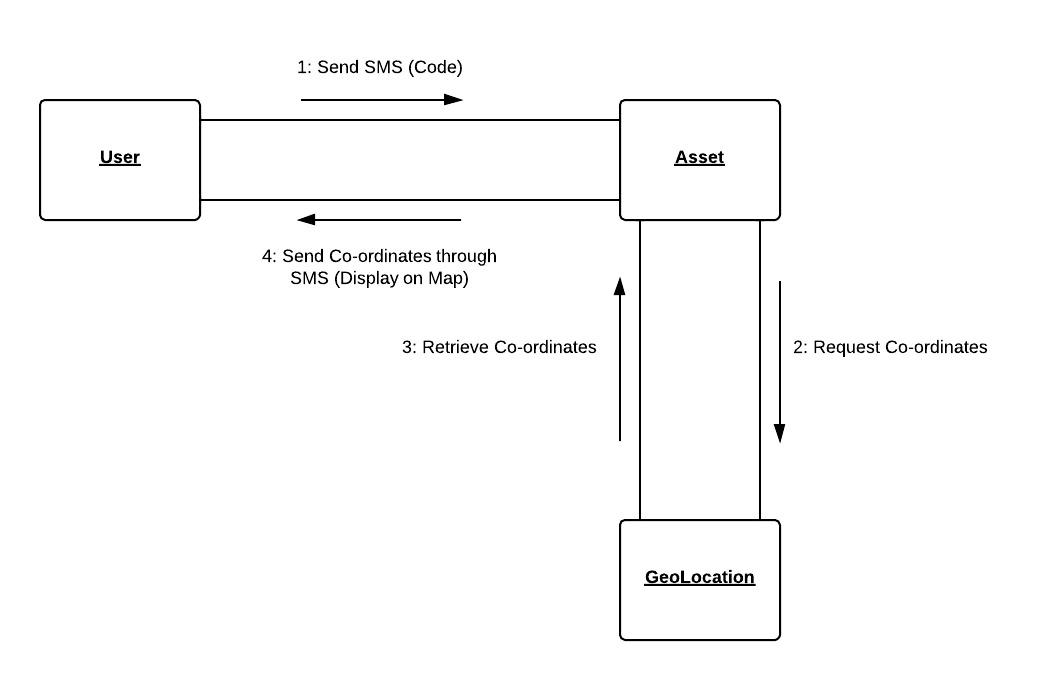 1: Send SMS (Code)
User
Asset
4: Send Co-ordinates through
SMS (Display on Map)
3: Retrieve Co-ordinates
2: Request Co-ordinates
GeoLocation